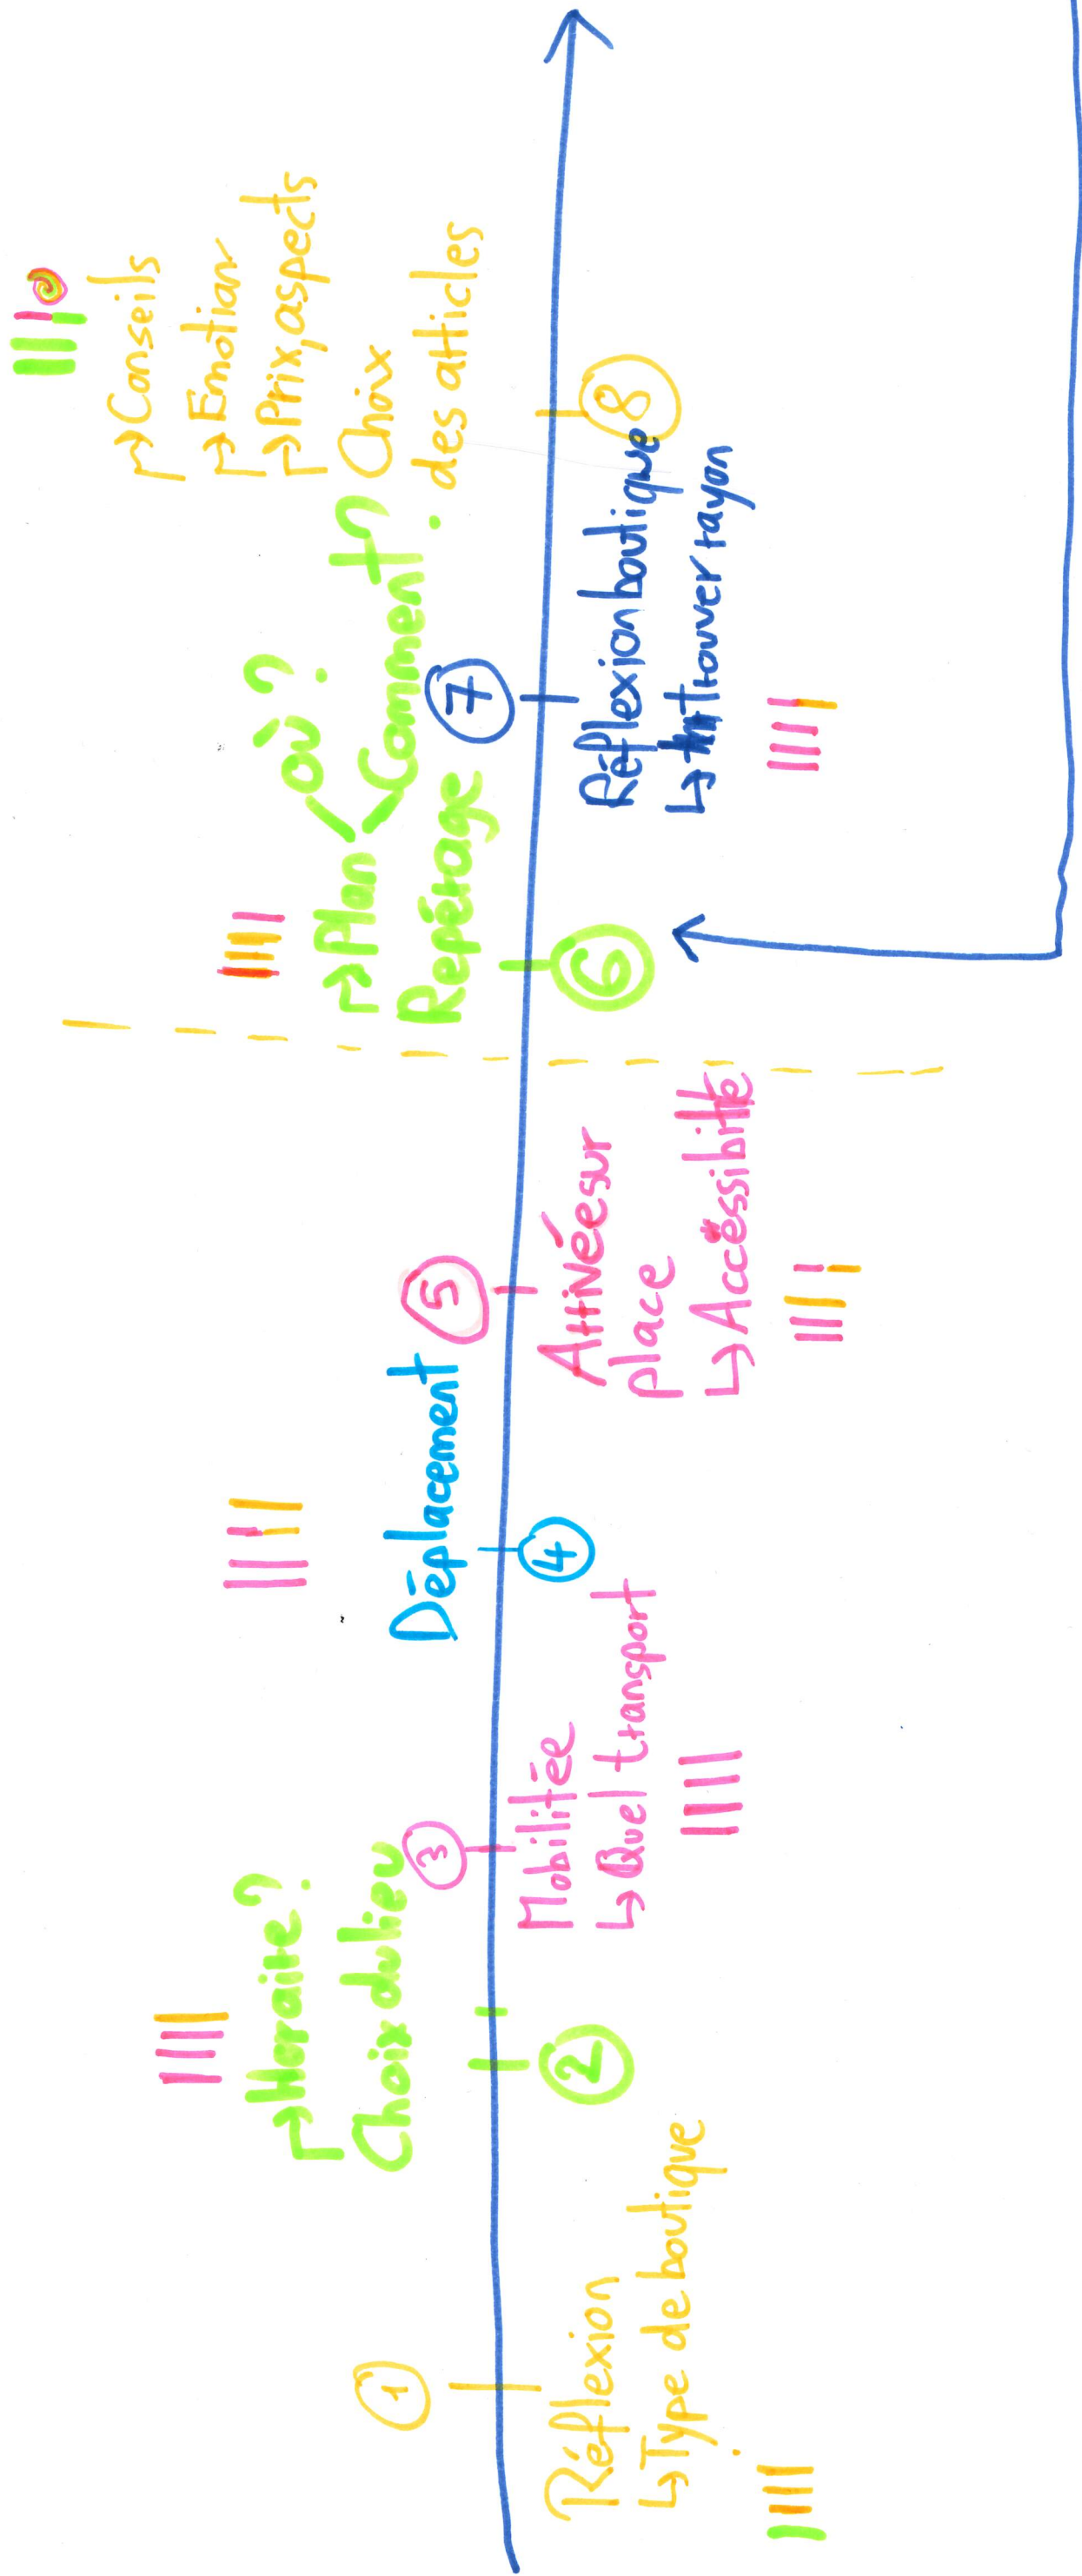 1
Réflexion
↳Type de boutique
↱Horaire?
Choix du lieu
2
3
Mobilitée
↳Quel transport
Déplacement
4
5
Arrivée sur
place
↳Accèssibilité
↱Plan
où?
Comment?
Repérage
6
7
Réflexion boutique
↳trouver rayon
↱Conseils
↱Emotion
↱Prix, aspects
Choix
des articles
8